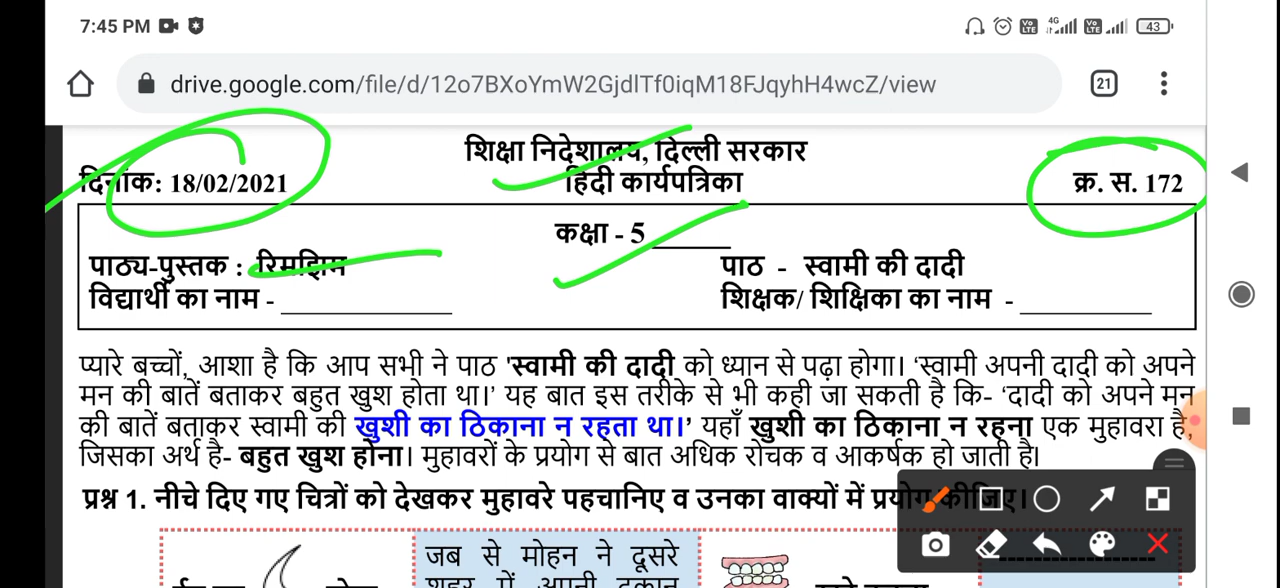 7:45 PM 4G 43
drive.google.com/file/d/12o7BXoYmW2GjdlTf0iqM18FJqyhH4wcZ/view 21
शिक्षा निदेशालय, दिल्ली सरकार
दिनांक: 18/02/2021 हिंदी कार्यपत्रिका क्र. स. 172
कक्षा - 5
पाठ्य-पुस्तक : रिमझिम पाठ - स्वामी की दादी
विद्यार्थी का नाम - शिक्षक/ शिक्षिका का नाम -
प्यारे बच्चों, आशा है कि आप सभी ने पाठ 'स्वामी की दादी को ध्यान से पढ़ा होगा। ‘स्वामी अपनी दादी को अपने
मन की बातें बताकर बहुत खुश होता था।’ यह बात इस तरीके से भी कही जा सकती है कि- ‘दादी को अपने मन
की बातें बताकर स्वामी की खुशी का ठिकाना न रहता था।’ यहाँ खुशी का ठिकाना न रहना एक मुहावरा है,
जिसका अर्थ है- बहुत खुश होना। मुहावरों के प्रयोग से बात अधिक रोचक व आकर्षक हो जाती है।
प्रश्न 1. नीचे दिए गए चित्रों को देखकर मुहावरे पहचानिए व उनका वाक्यों में प्रयोग कीजिए।
जब से मोहन ने दूसरे